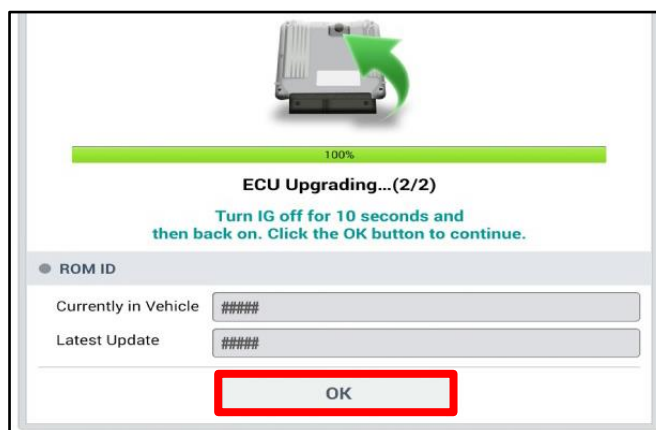 100%
ECU Upgrading...(2/2)
Turn IG off for 10 seconds and
then back on. Click the OK button to continue.
ROM ID
Currently in Vehicle #####
Latest Update #####
OK